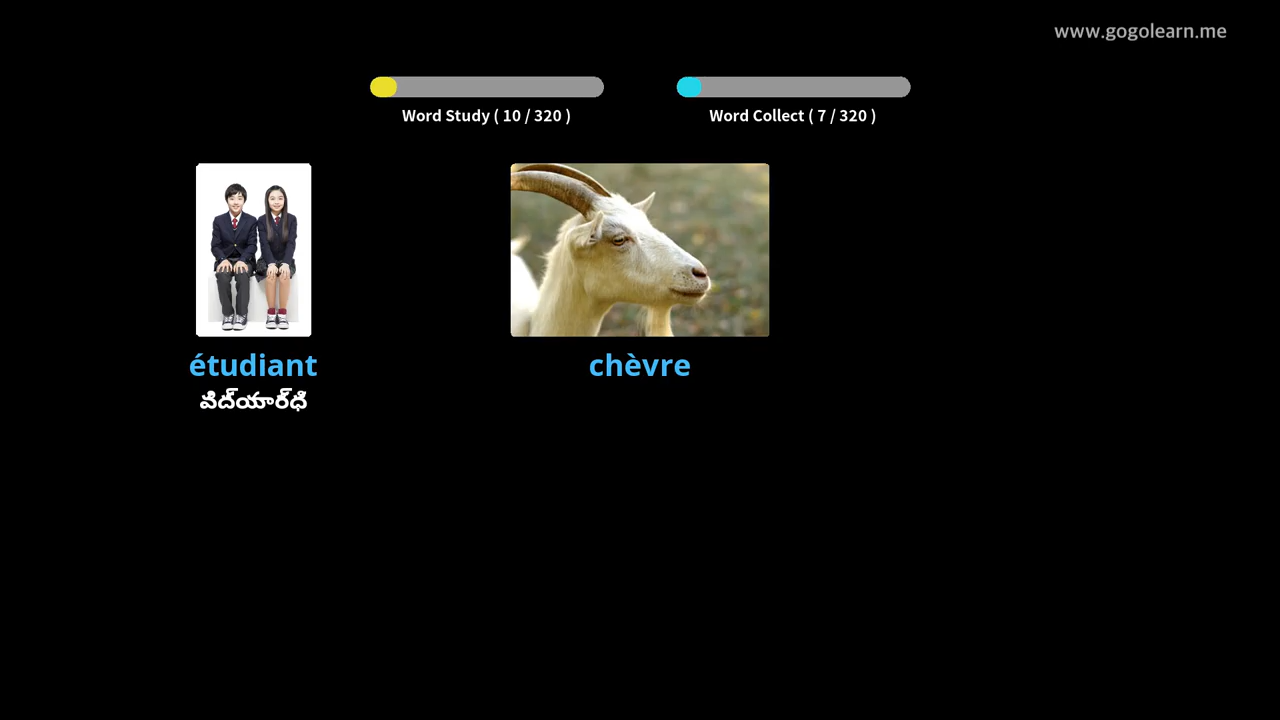 www.gogolearn.me
Word Study ( 10 / 320 )
Word Collect ( 7 / 320 )
étudiant
chèvre
విద్యార్ధి